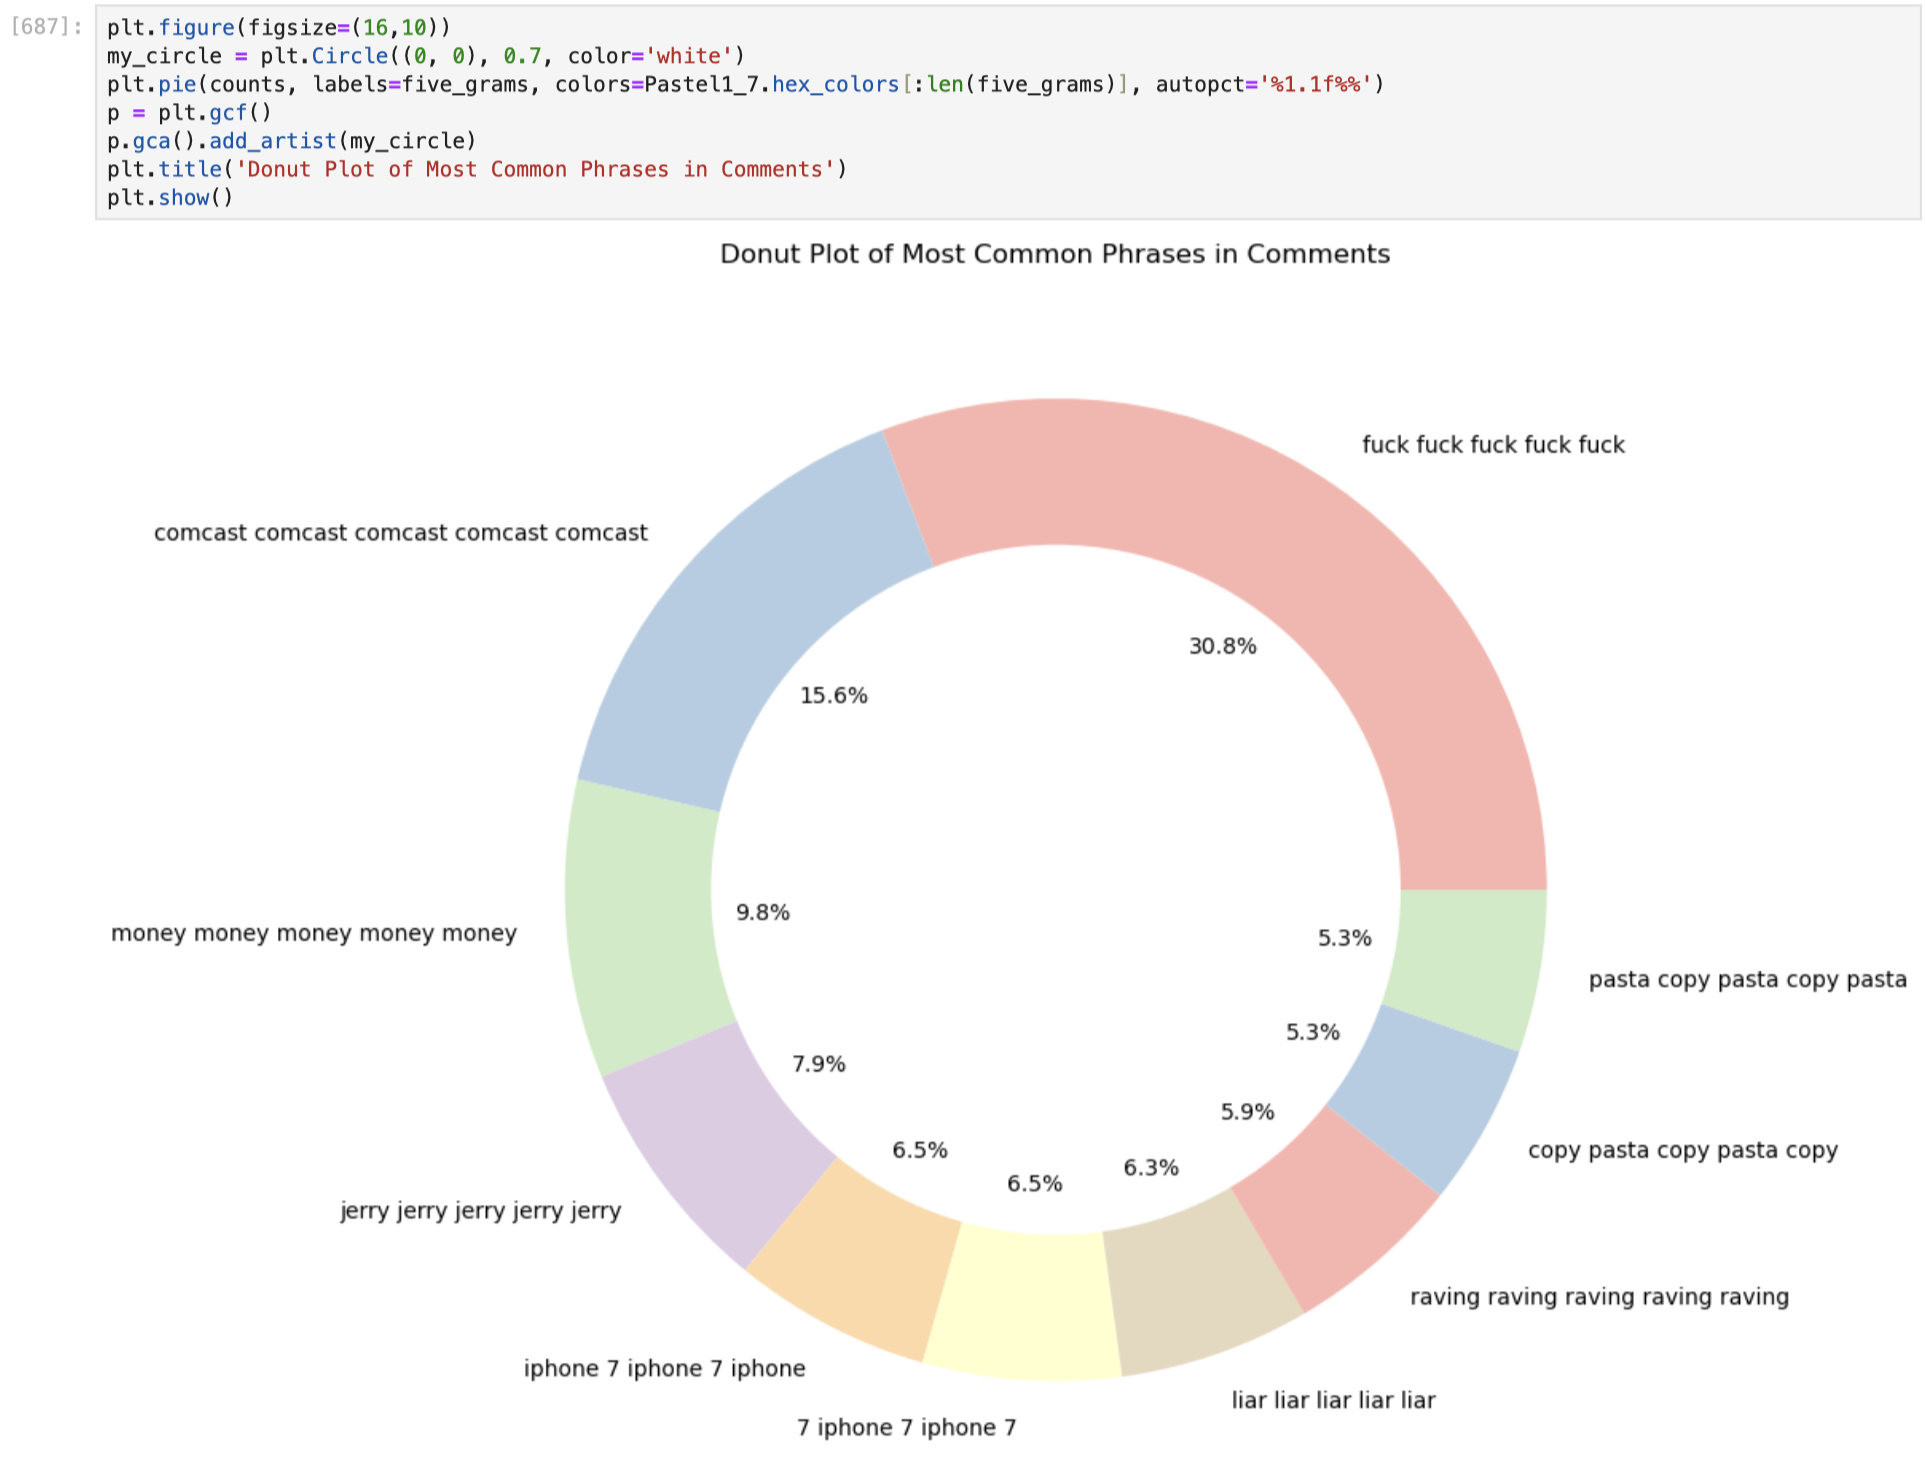 [687]:
plt.figure(figsize=(16,10))
my_circle = plt.Circle((0, 0), 0.7, color='white')
plt.pie(counts, labels=five_grams, colors=Pastel1_7.hex_colors[:len(five_grams)], autopct='%1.1f%%')
p = plt.gcf()
p.gca().add_artist(my_circle)
plt.title('Donut Plot of Most Common Phrases in Comments')
plt.show()
Donut Plot of Most Common Phrases in Comments
fuck fuck fuck fuck fuck
comcast comcast comcast comcast comcast
30.8%
15.6%
9.8%
money money money money money
5.3%
pasta copy pasta copy pasta
5.3%
7.9%
5.9%
6.5%
copy pasta copy pasta copy
6.3%
6.5%
jerry jerry jerry jerry jerry
raving raving raving raving raving
iphone 7 iphone 7 iphone
liar liar liar liar liar
7 iphone 7 iphone 7